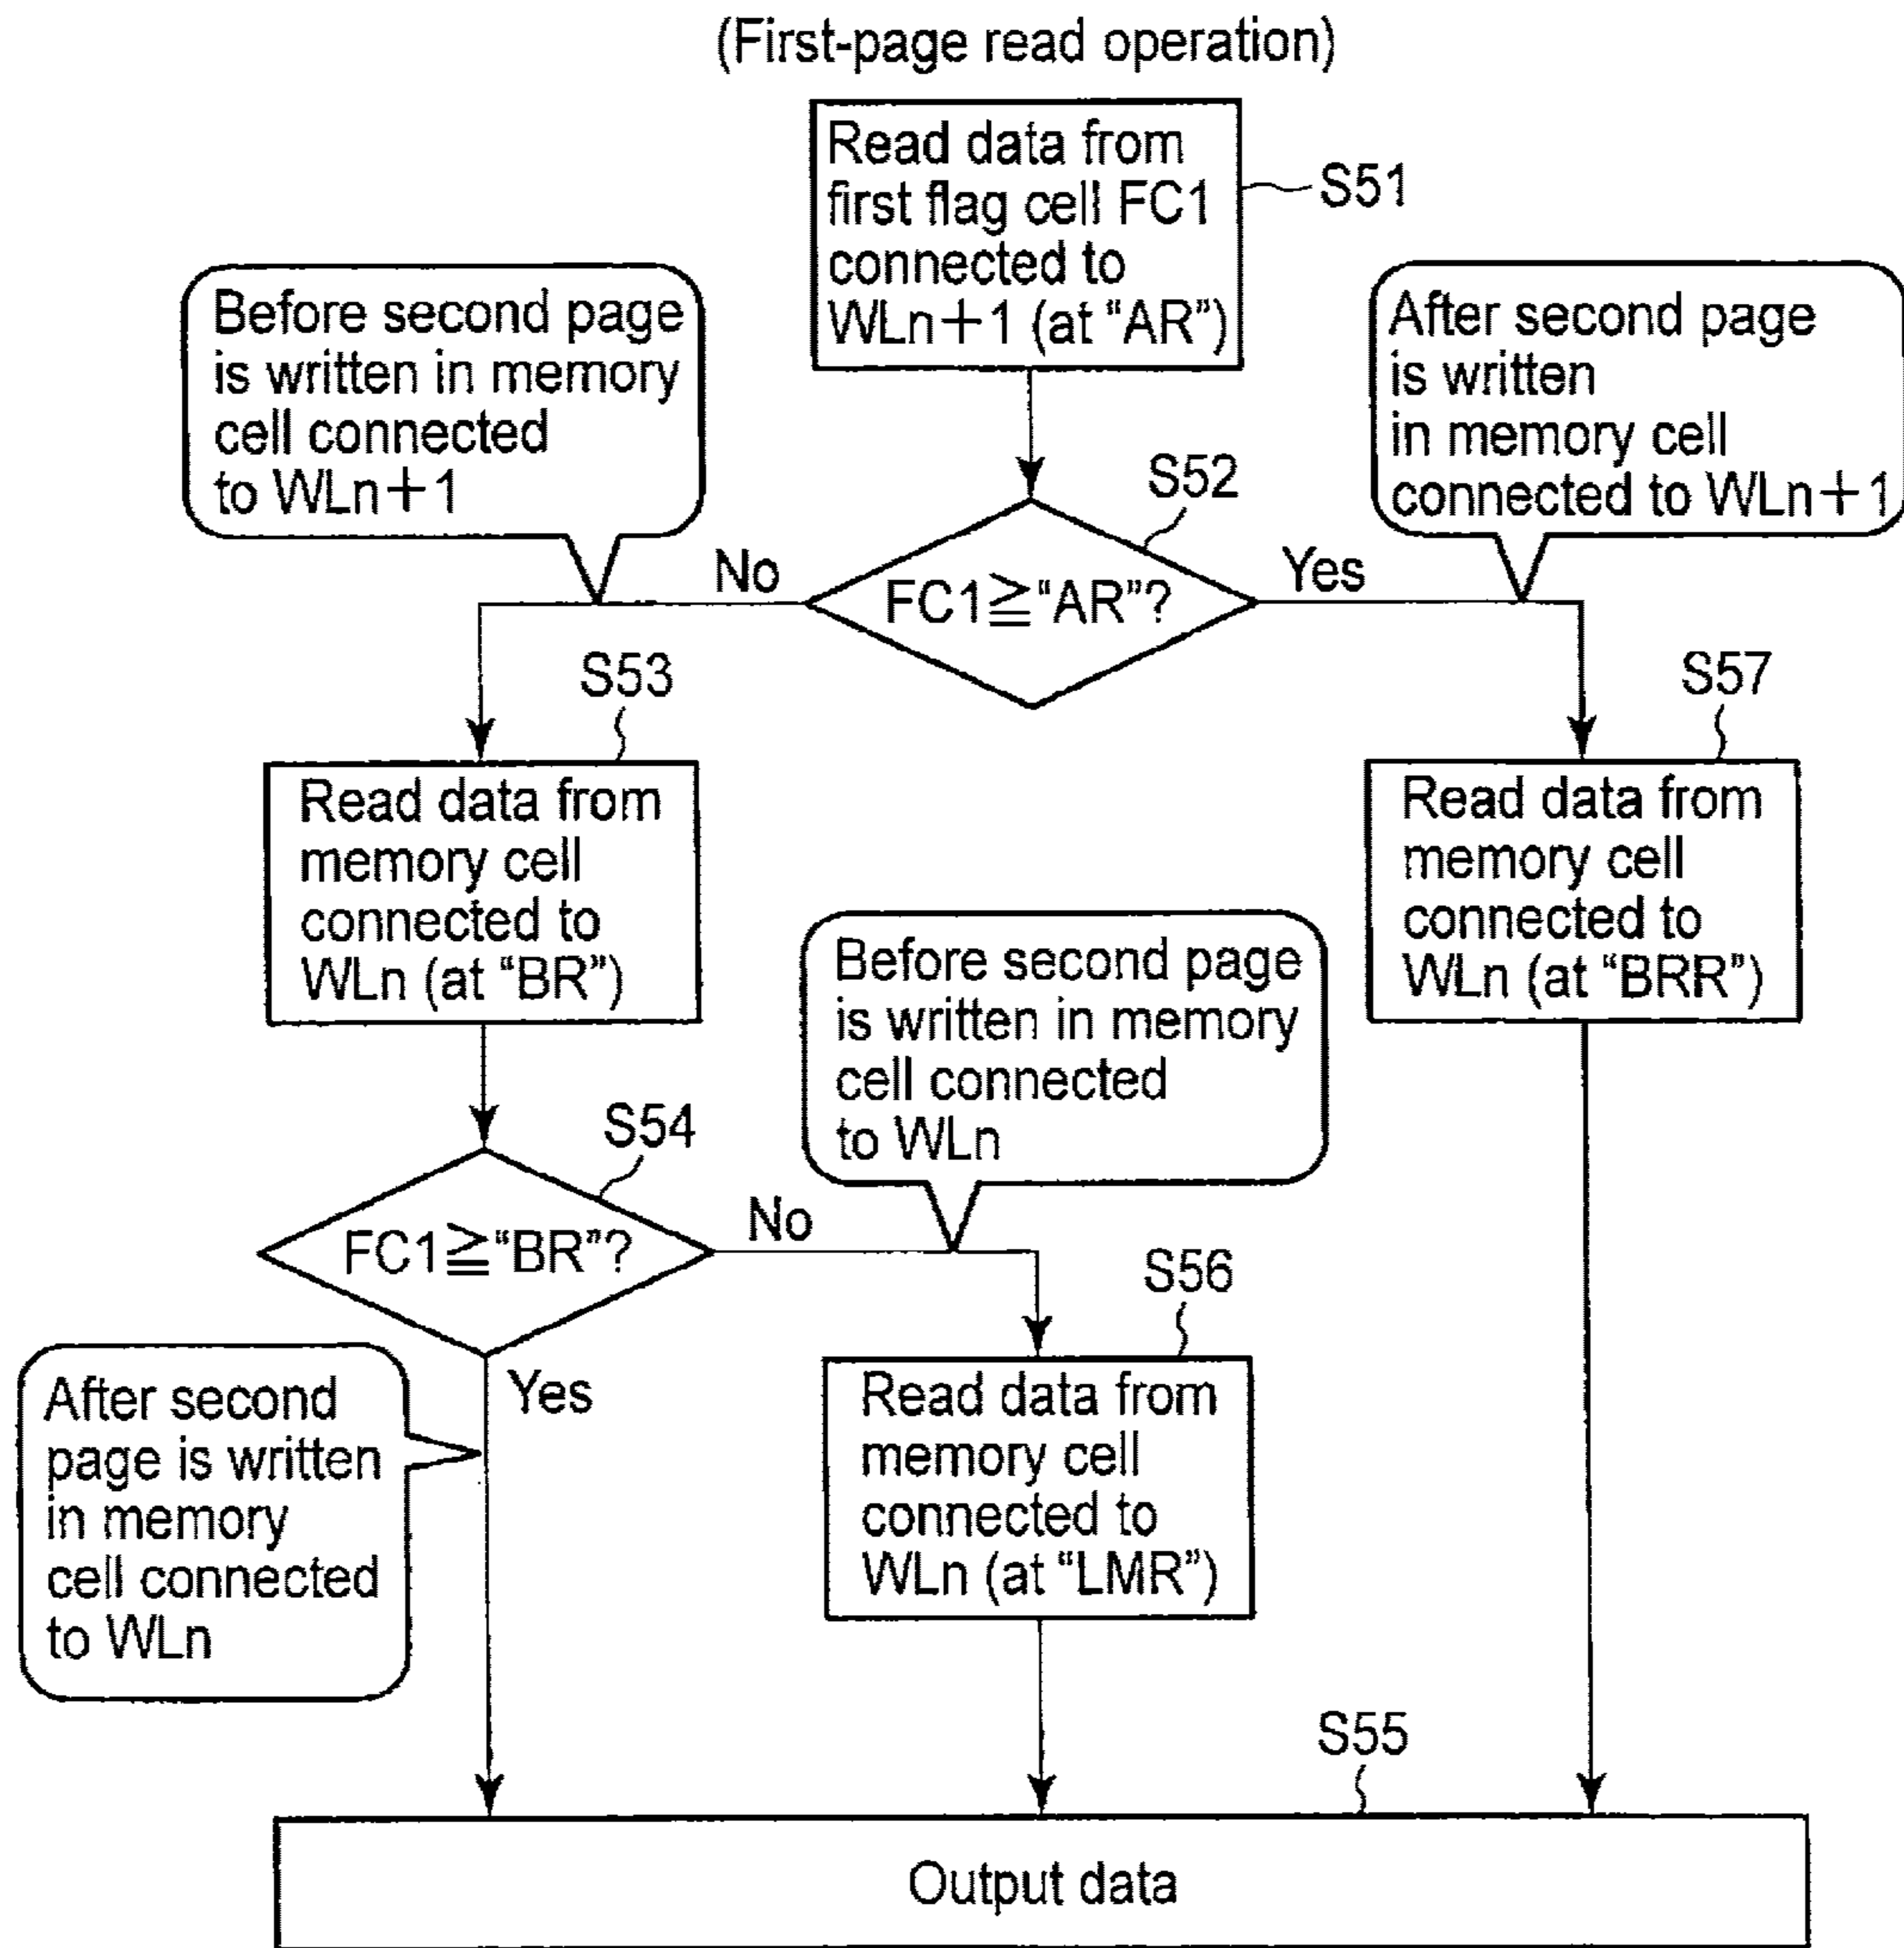 (First-page read operation)
Read data from
first flag cell FC1
connected to
WLn+1 (at “AR”)
S51
Before second page
is written in memory
cell connected
to WLn+1
After second page
is written
in memory cell
connected to WLn+1
S52
No
FC1≧“AR”?
Yes
S53
Read data from
memory cell
connected to
WLn (at “BR”)
S57
Read data from
memory cell
connected to
WLn (at “BRR”)
Before second page
is written in memory
cell connected
to WLn
S54
FC1≧“BR”?
No
Yes
S56
Read data from
memory cell
connected to
WLn (at “LMR”)
After second
page is written
in memory
cell connected
to WLn
S55
Output data